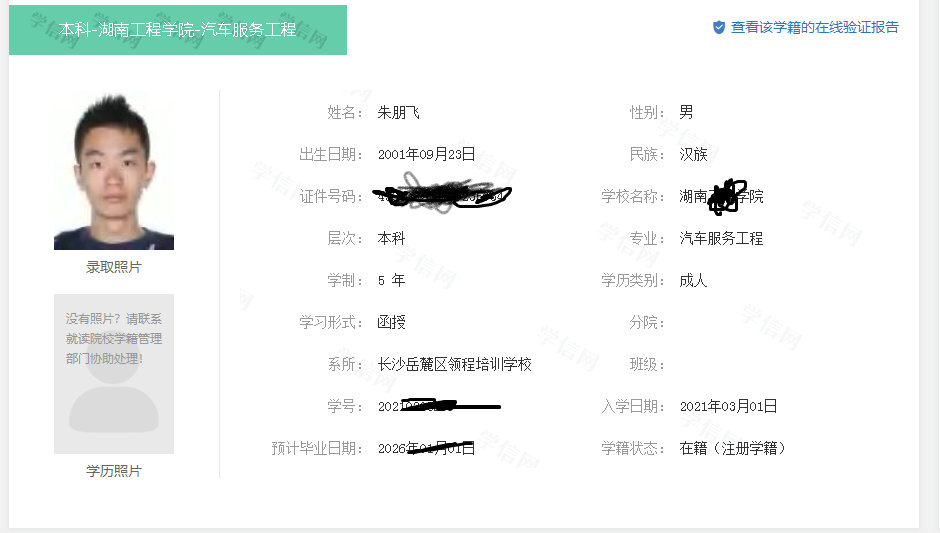 本科-湖南工程学院-汽车服务工程
查看该学籍的在线验证报告
姓名： 朱朋飞
性别： 男
出生日期： 2001年09月23日
民族： 汉族
证件号码：
学校名称： 湖南 学院
层次： 本科
专业： 汽车服务工程
学制： 5 年
学历类别： 成人
学习形式： 函授
分院：
系所： 长沙岳麓区领程培训学校
班级：
学号： 2021
入学日期： 2021年03月01日
预计毕业日期： 2026年01月01日
学籍状态： 在籍（注册学籍）
录取照片
没有照片？请联系
就读院校学籍管理
部门协助处理！
学历照片
学信网